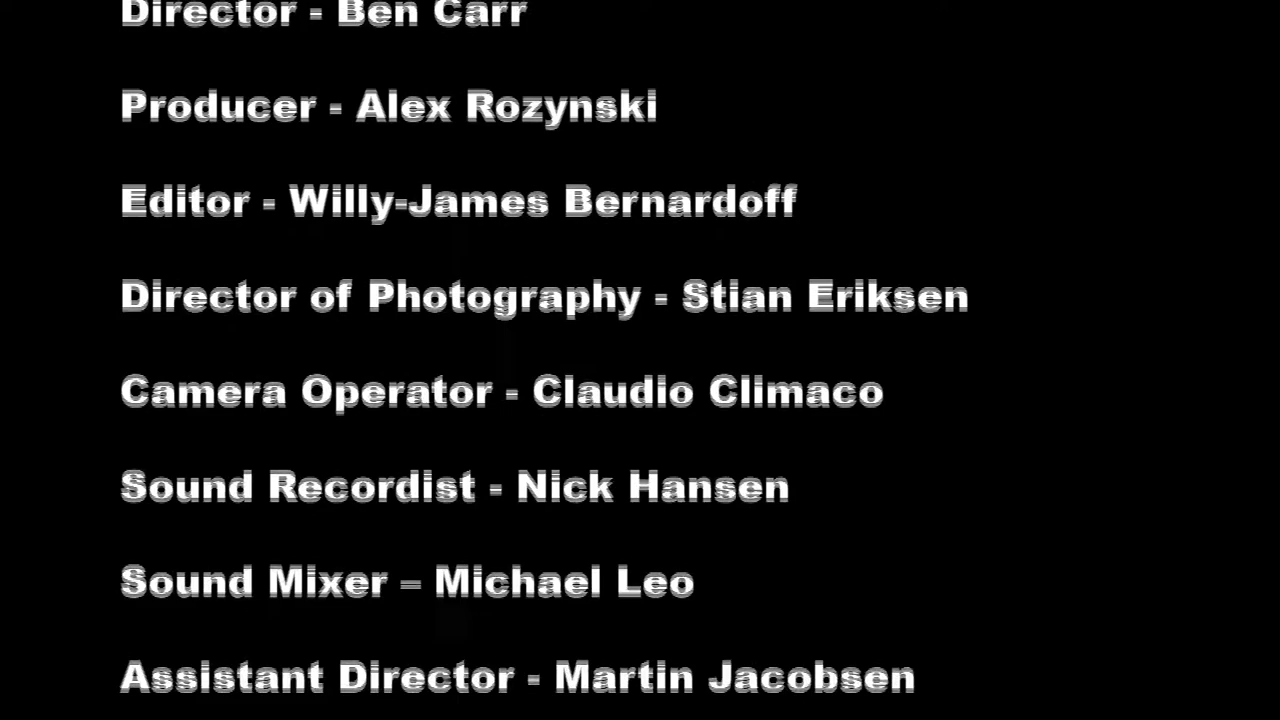 Director - Ben Carr
Producer - Alex Rozynski
Editor - Willy-James Bernardoff
Director of Photography - Stian Eriksen
Camera Operator - Claudio Climaco
Sound Recordist - Nick Hansen
Sound Mixer – Michael Leo
Assistant Director - Martin Jacobsen